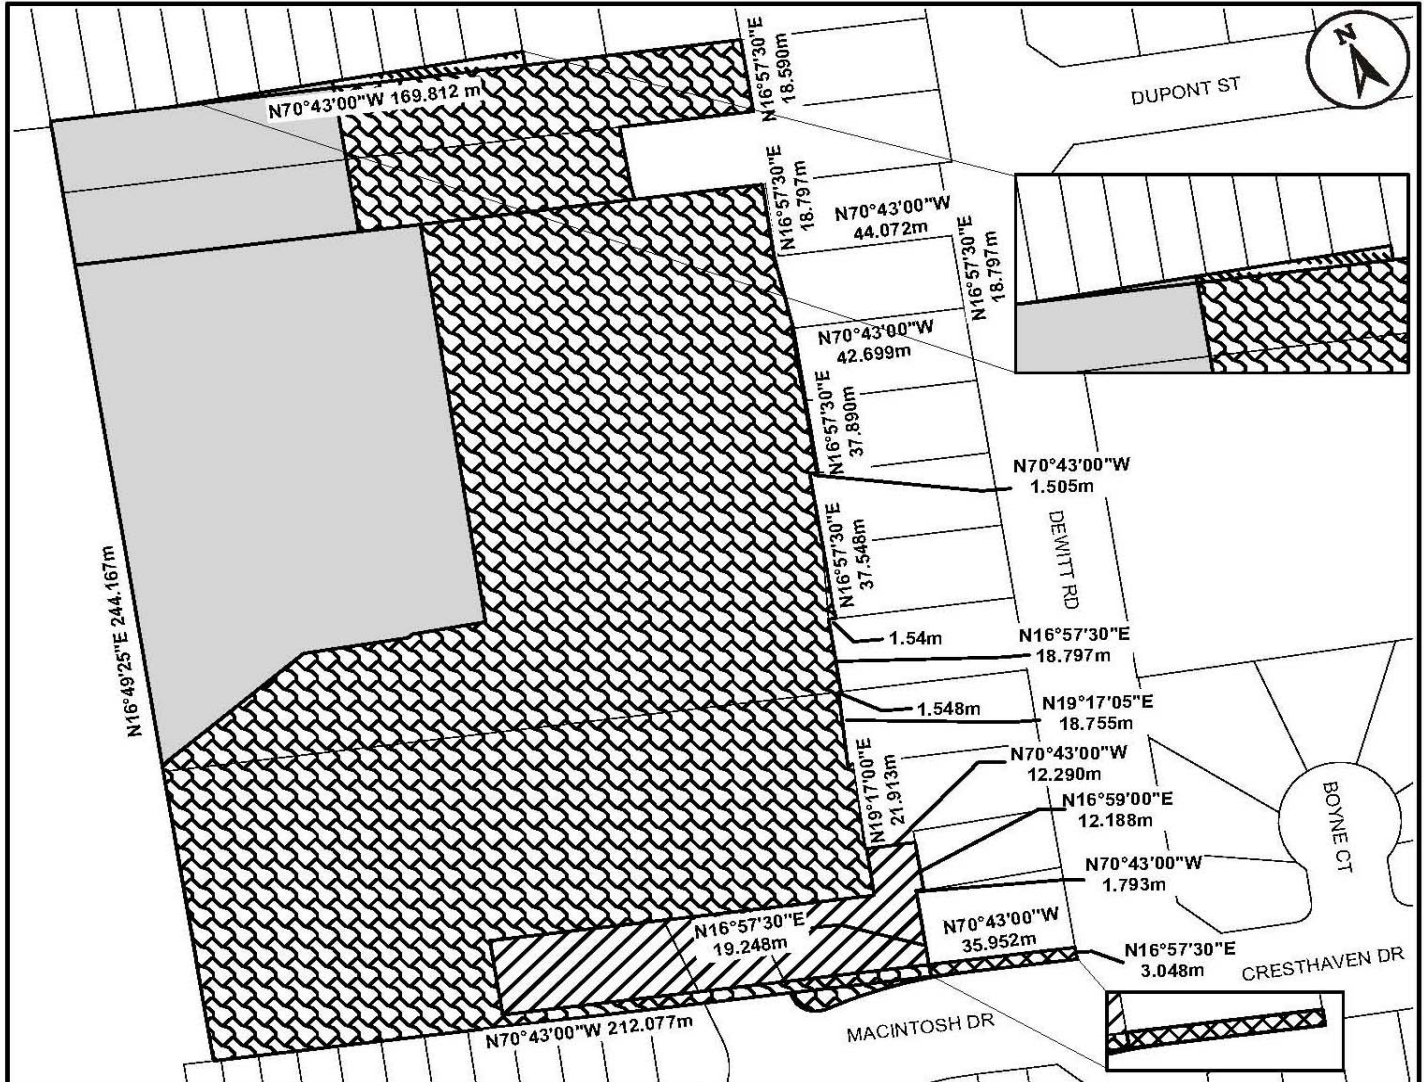 N
DUPONT ST
N16°57'30"E
18.590m
N70°43'00"W 169.812 m
N16°57'30"E
18.797m
N70°43'00"W
44.072m
N16°57'30"E
18.797m
N70°43'00"W
42.699m
N16°57'30"E
37.890m
N70°43'00"W
1.505m
DEWITT RD
N16°57'30"E
37.548m
N16°49'25"E 244.167m
1.54m
N16°57'30"E
18.797m
1.548m
N19°17'05"E
18.755m
N19°17'00"E
21.913m
N70°43'00"W
12.290m
N16°59'00"E
12.188m
BOYNE CT
N70°43'00"W
1.793m
N16°57'30"E
19.248m
N70°43'00"W
35.952m
N16°57'30"E
3.048m
CRESTHAVEN DR
N70°43'00"W 212.077m
MACINTOSH DR